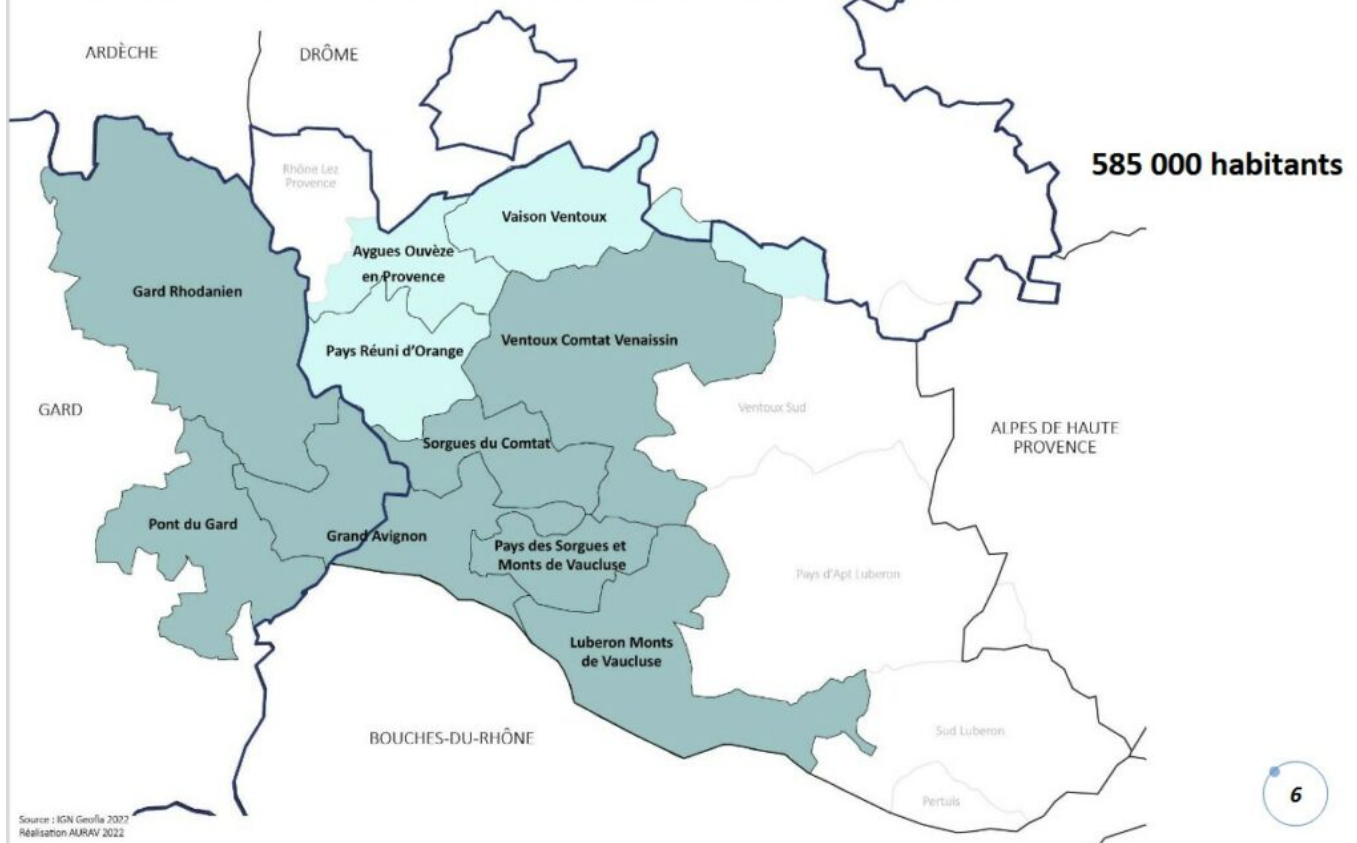 ARDÈCHE
DRÔME
Rhône Lez
Provence
585 000 habitants
Vaison Ventoux
Aygues Ouvèze
en Provence
Gard Rhodanien
Ventoux Comtat Venaissin
Pays Réuni d'Orange
GARD
Ventoux Sud
ALPES DE HAUTE
PROVENCE
Sorgues du Comtat
Pont du Gard
Grand Avignon
Pays des Sorgues et
Monts de Vaucluse
Pays d'Apt Luberon
Luberon Monts
de Vaucluse
BOUCHES-DU-RHÔNE
Sud Luberon
Pertuis
6
Source : IGN Geofla 2022
Réalisation AURAV 2022